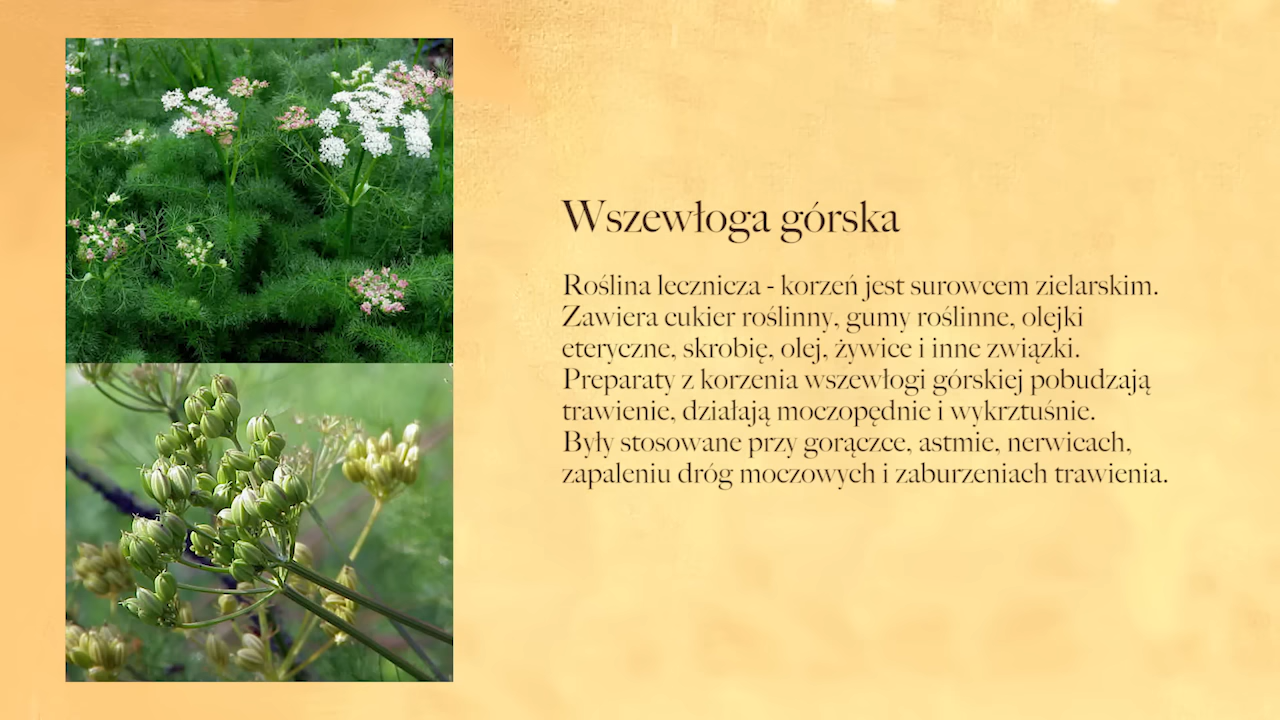 Wszewłoga górska
Roślina lecznicza - korzeń jest surowcem zielarskim.
Zawiera cukier roślinny, gumy roślinne, olejki
eteryczne, skrobię, olej, żywice i inne związki.
Preparaty z korzenia wszewłogi górskiej pobudzają
trawienie, działają moczopędnie i wykrztuśnie.
Były stosowane przy gorączce, astmie, nerwicach,
zapaleniu dróg moczowych i zaburzeniach trawienia.